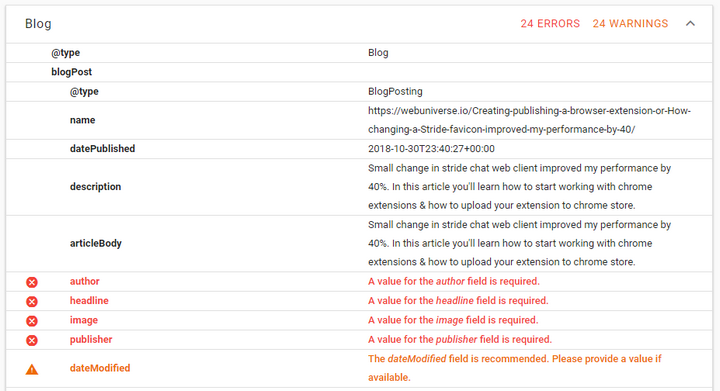 Blog 24 ERRORS 24 WARNINGS
@type Blog
blogPost
@type BlogPosting
name https://webuniverse.io/Creating-publishing-a-browser-extension-or-How-
changing-a-Stride-favicon-improved-my-performance-by-40/
datePublished 2018-10-30T23:40:27+00:00
description Small change in stride chat web client improved my performance by
40%. In this article you'll learn how to start working with chrome
extensions & how to upload your extension to chrome store.
articleBody Small change in stride chat web client improved my performance by
40%. In this article you'll learn how to start working with chrome
extensions & how to upload your extension to chrome store.
author A value for the author field is required.
headline A value for the headline field is required.
image A value for the image field is required.
publisher A value for the publisher field is required.
dateModified The dateModified field is recommended. Please provide a value if
available.